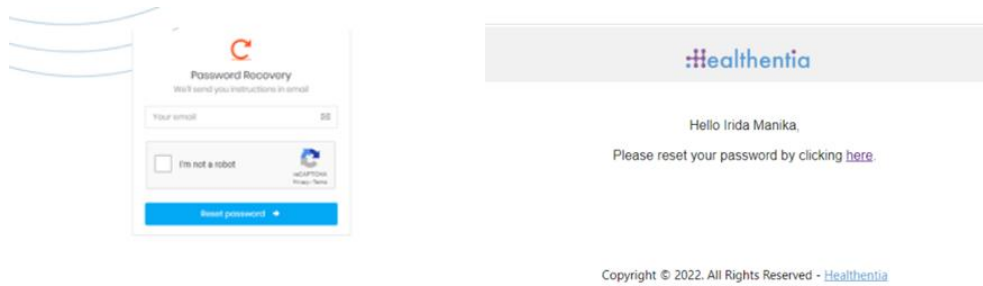 Password Recovery
We'll send you instructions in email
Your email
I'm not a robot
reCAPTCHA
Privacy - Terms
Reset password
Healthentia
Hello Irida Manika,
Please reset your password by clicking here.
Copyright © 2022. All Rights Reserved - Healthentia